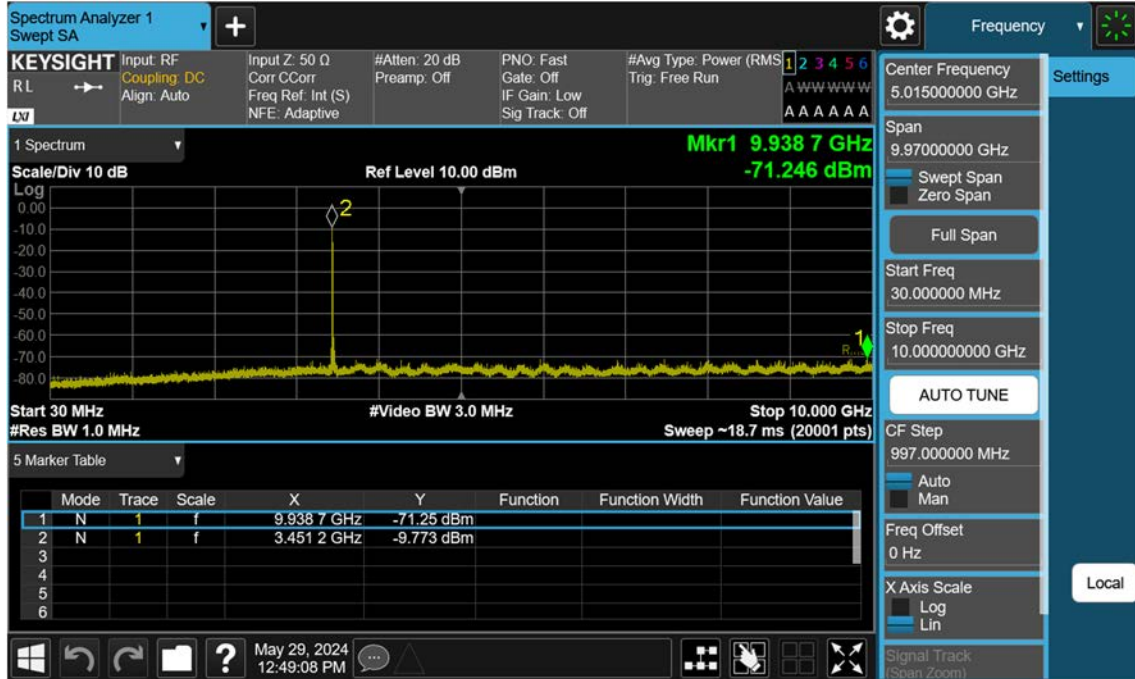 Spectrum Analyzer 1
Swept SA
Frequency
KEYSIGHT
R L
LXI
Input: RF
Coupling: DC
Align: Auto
Input Z: 50 Ω
Corr CCorr
Freq Ref: Int (S)
NFE: Adaptive
#Atten: 20 dB
Preamp: Off
PNO: Fast
Gate: Off
IF Gain: Low
Sig Track: Off
#Avg Type: Power (RMS
Trig: Free Run
1 2 3 4 5 6
A W W W W W
A A A A A A
1 Spectrum
Mkr1 9.938 7 GHz
Scale/Div 10 dB
Ref Level 10.00 dBm
-71.246 dBm
Log
0.00
-10.0
-20.0
-30.0
-40.0
-50.0
-60.0
-70.0
-80.0
2
1
R...
Start 30 MHz
#Video BW 3.0 MHz
Stop 10.000 GHz
#Res BW 1.0 MHz
Sweep ~18.7 ms (20001 pts)
5 Marker Table
Mode Trace Scale X Y Function Function Width Function Value
1 N 1 f 9.938 7 GHz -71.25 dBm
2 N 1 f 3.451 2 GHz -9.773 dBm
3
4
5
6
?
May 29, 2024
12:49:08 PM
Center Frequency
5.015000000 GHz
Settings
Span
9.97000000 GHz
Swept Span
Zero Span
Full Span
Start Freq
30.000000 MHz
Stop Freq
10.000000000 GHz
AUTO TUNE
CF Step
997.000000 MHz
Auto
Man
Freq Offset
0 Hz
X Axis Scale
Log
Lin
Local
Signal Track
(Span Zoom)